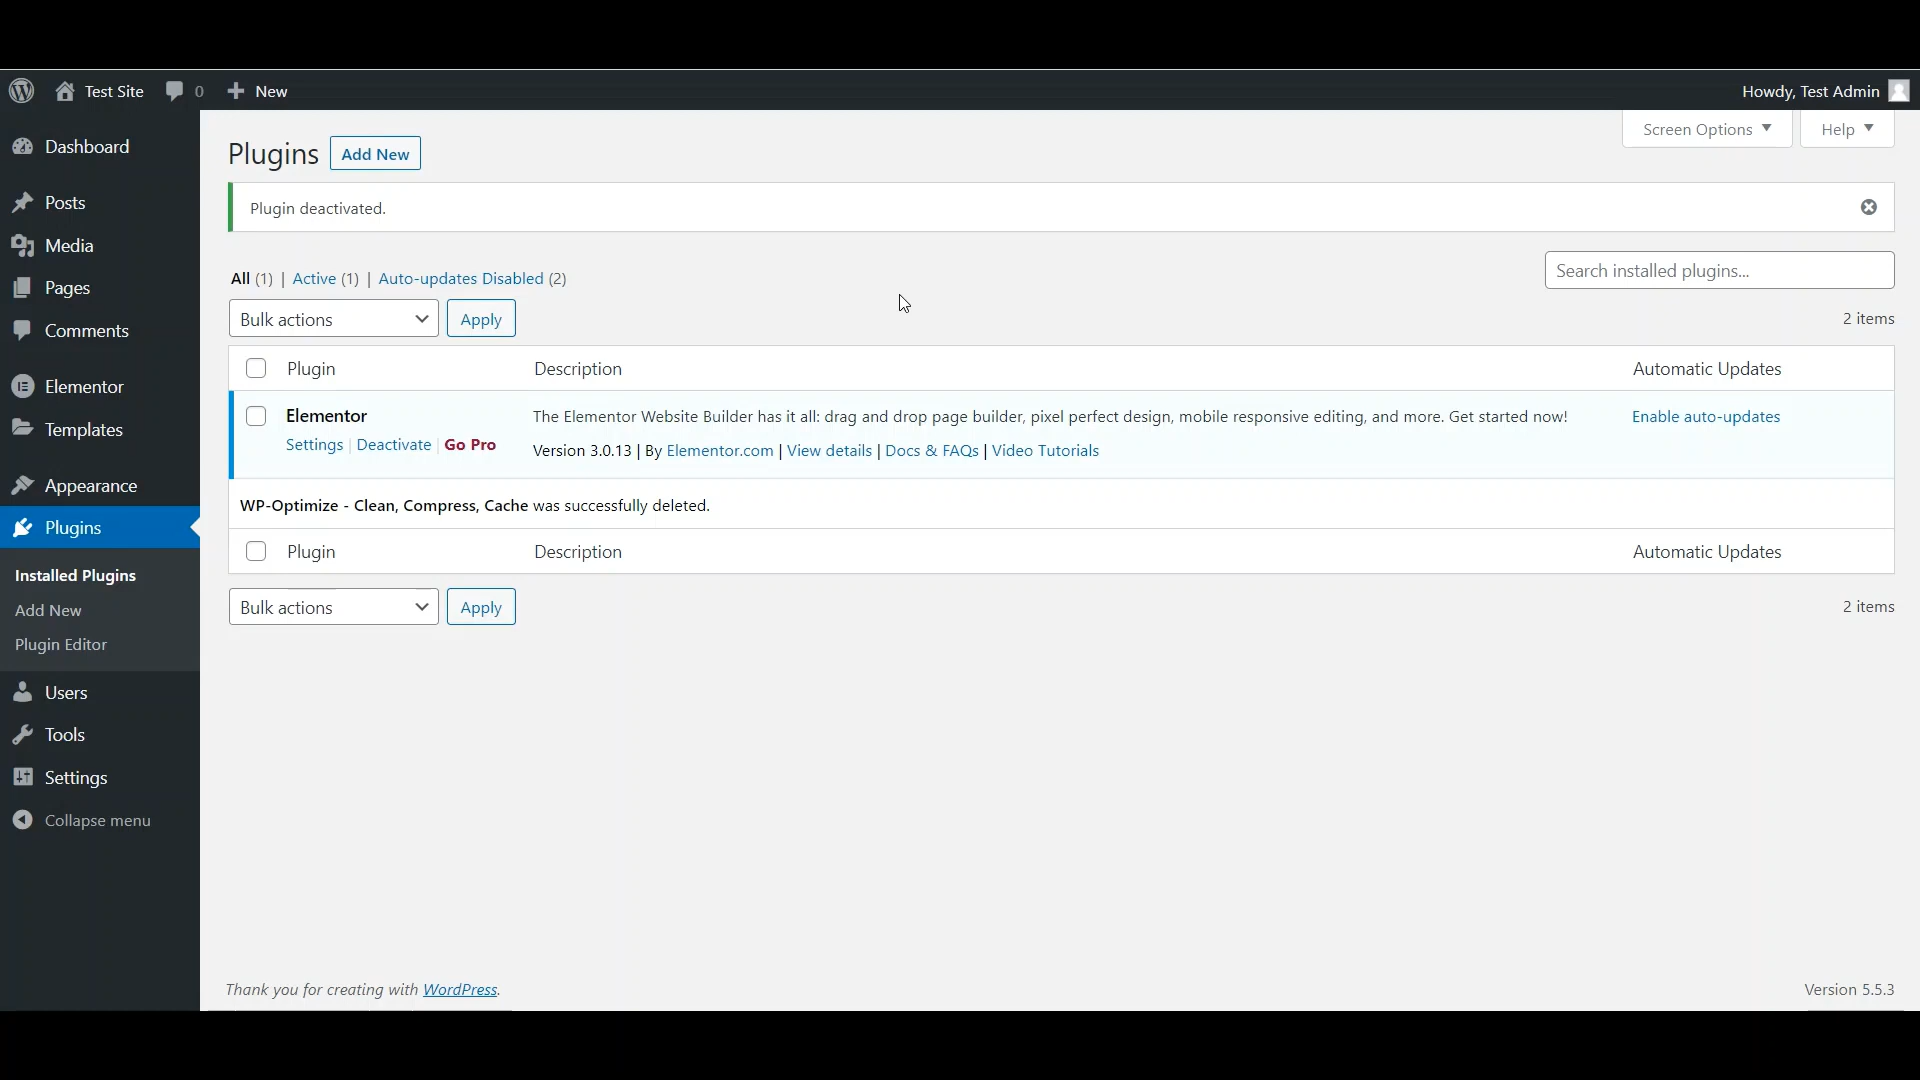 Test Site 0 New Howdy, Test Admin
Screen Options Help
Dashboard
Posts
Media
Pages
Comments
Elementor
Templates
Appearance
Plugins
Installed Plugins
Add New
Plugin Editor
Users
Tools
Settings
Collapse menu
Plugins Add New
Plugin deactivated.
All (1) | Active (1) | Auto-updates Disabled (2)
Search installed plugins...
Bulk actions Apply 2 items
Plugin Description Automatic Updates
Elementor The Elementor Website Builder has it all: drag and drop page builder, pixel perfect design, mobile responsive editing, and more. Get started now! Enable auto-updates
Settings | Deactivate | Go Pro Version 3.0.13 | By Elementor.com | View details | Docs & FAQs | Video Tutorials
WP-Optimize - Clean, Compress, Cache was successfully deleted.
Plugin Description Automatic Updates
Bulk actions Apply 2 items
Thank you for creating with WordPress. Version 5.5.3